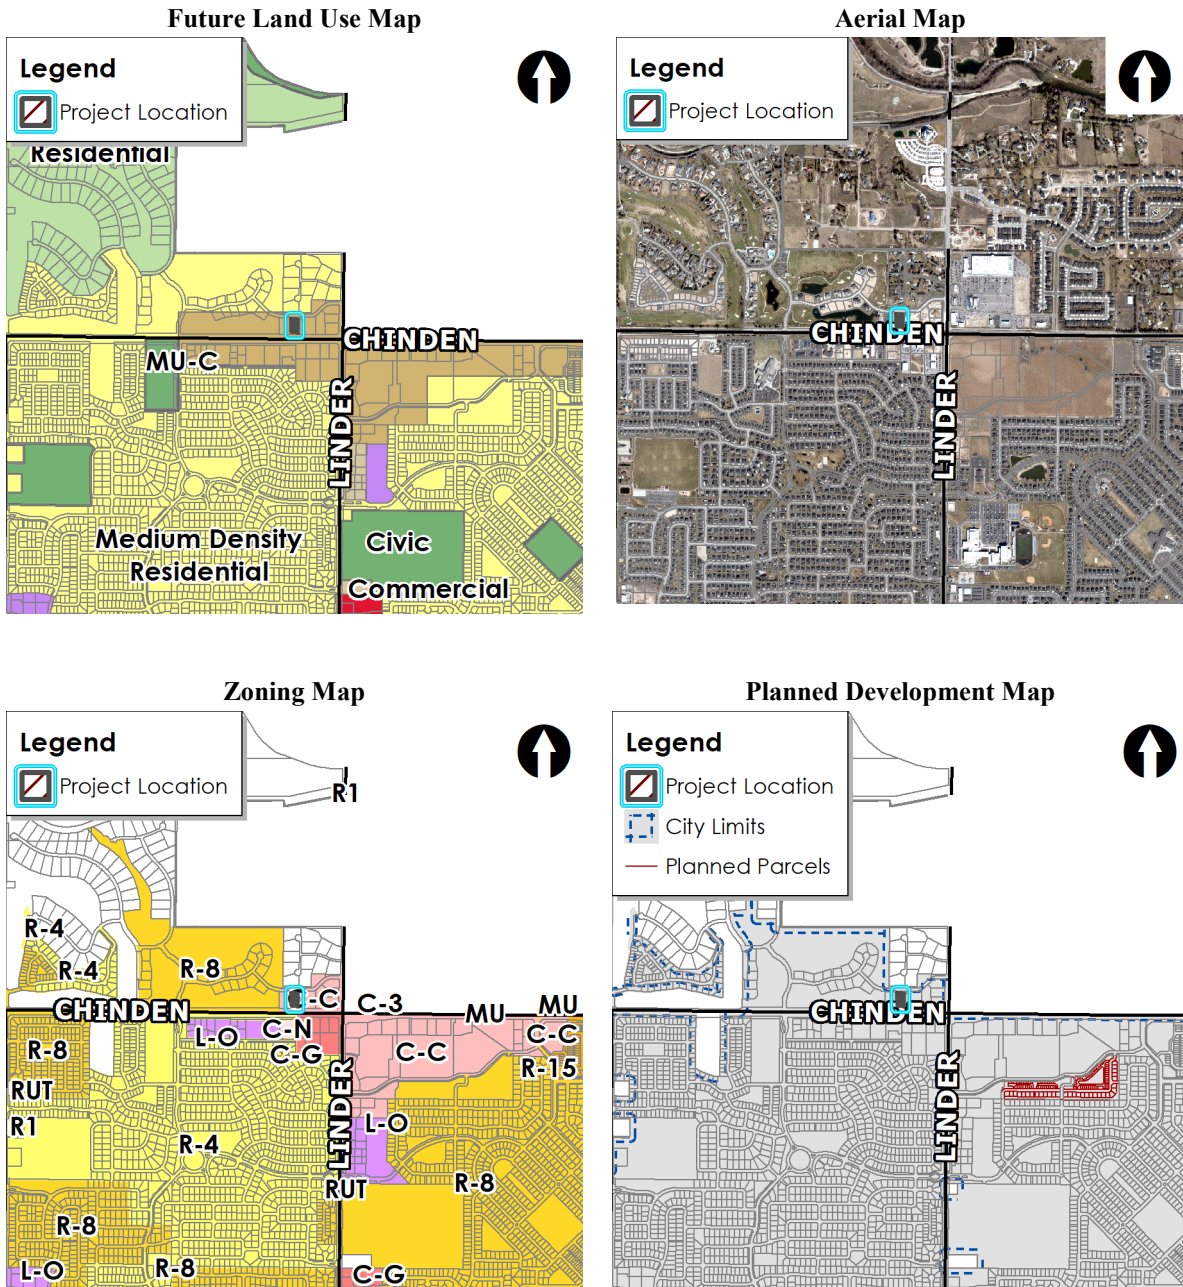 Future Land Use Map
Legend
Project Location
Residential
CHINDEN
MU-C
LINDER
Medium Density
Residential
Civic
Commercial
Aerial Map
Legend
Project Location
CHINDEN
LINDER
Zoning Map
Legend
Project Location
R1
R-4
R-4
R-8
CHINDEN
C-C
C-3
MU
MU
L-O
C-N
C-G
C-C
C-C
R-15
R-8
RUT
R1
LINDER
L-O
R-4
RUT
R-8
R-8
R-8
L-O
C-G
Planned Development Map
Legend
Project Location
City Limits
Planned Parcels
CHINDEN
LINDER